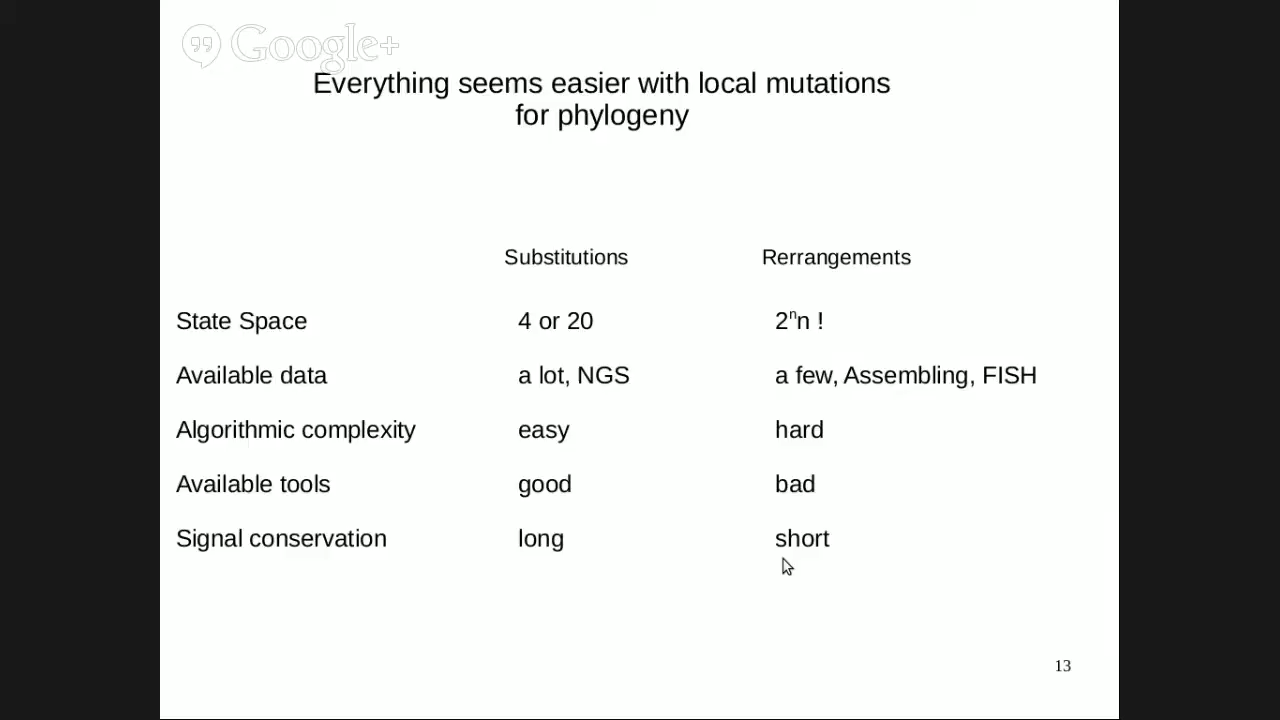 Google+
Everything seems easier with local mutations
for phylogeny
Substitutions Rerrangements
State Space 4 or 20 2ⁿn !
Available data a lot, NGS a few, Assembling, FISH
Algorithmic complexity easy hard
Available tools good bad
Signal conservation long short
13